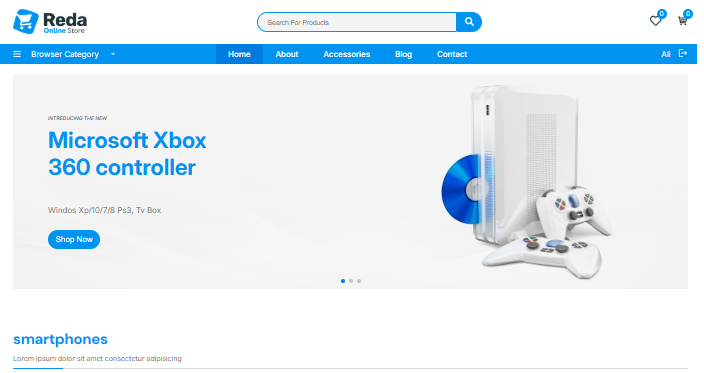 Reda
Online Store
Search For Products
0
0
Browser Category
Home
About
Accessories
Blog
Contact
Ali
INTREDUCING THE NEW
Microsoft Xbox
360 controller
Windos Xp/10/7/8 Ps3, Tv Box
Shop Now
smartphones
Lorem ipsum dolor sit amet consectetur adipisicing